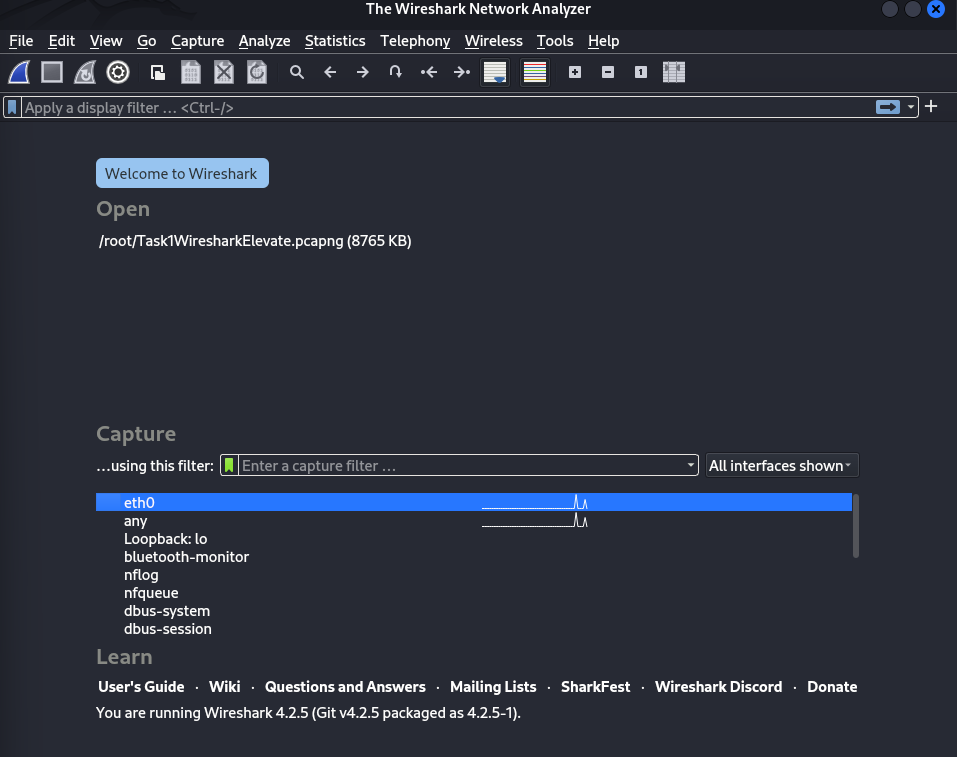 The Wireshark Network Analyzer
File Edit View Go Capture Analyze Statistics Telephony Wireless Tools Help
1
Apply a display filter … <Ctrl-/>
Welcome to Wireshark
Open
/root/Task1WiresharkElevate.pcapng (8765 KB)
Capture
…using this filter: Enter a capture filter … All interfaces shown
eth0
any
Loopback: lo
bluetooth-monitor
nflog
nfqueue
dbus-system
dbus-session
Learn
User's Guide · Wiki · Questions and Answers · Mailing Lists · SharkFest · Wireshark Discord · Donate
You are running Wireshark 4.2.5 (Git v4.2.5 packaged as 4.2.5-1).